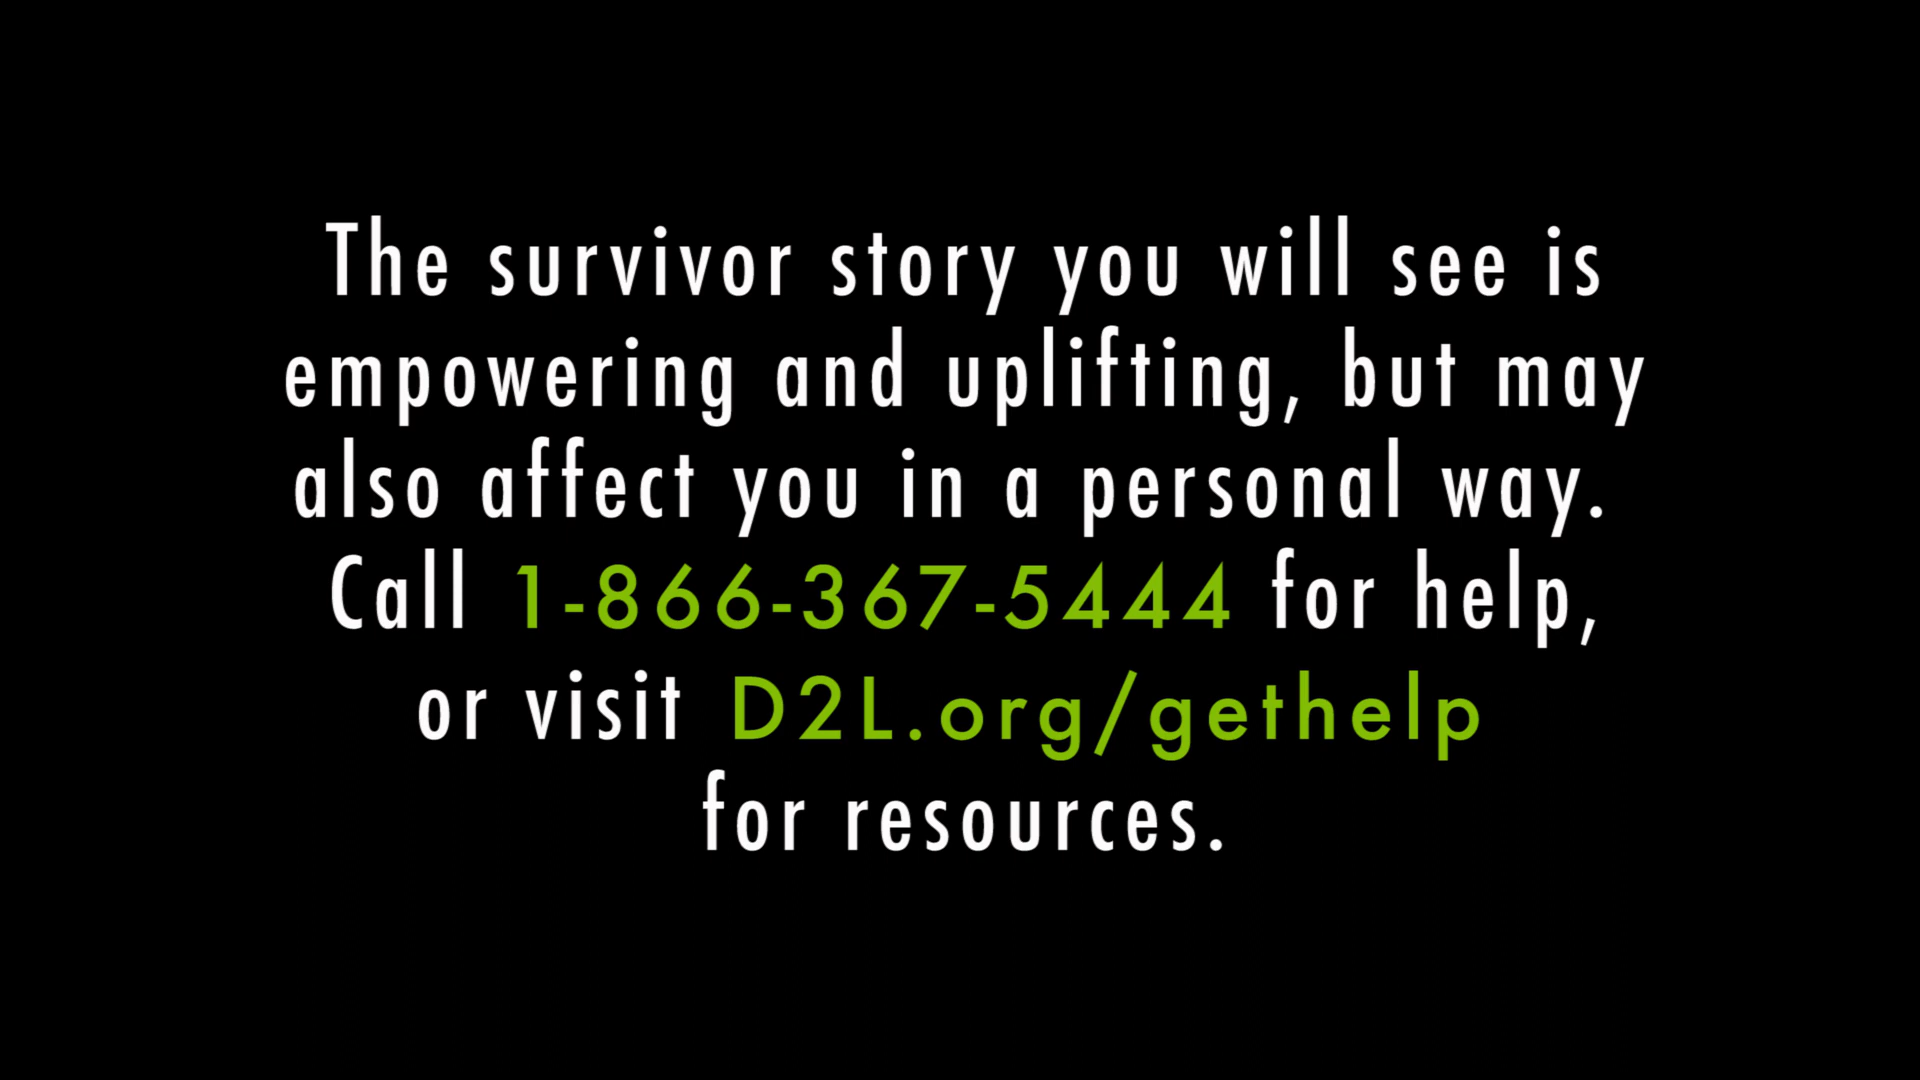 The survivor story you will see is
empowering and uplifting, but may
also affect you in a personal way.
Call 1-866-367-5444 for help,
or visit D2L.org/gethelp
for resources.